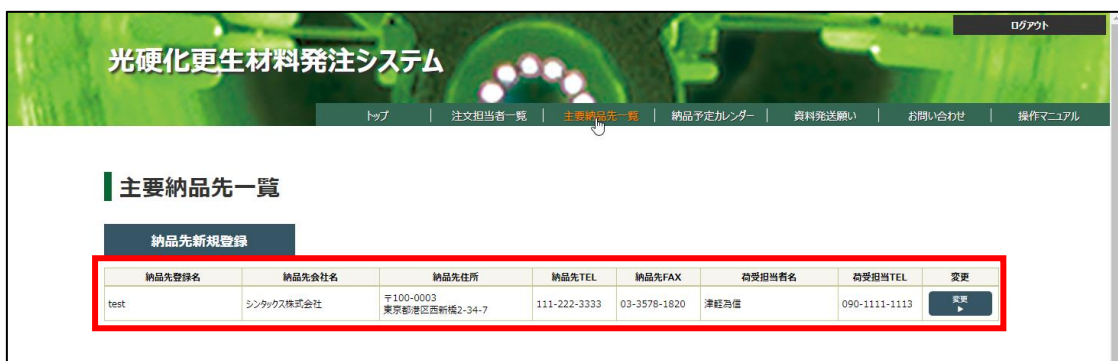 ログアウト
光硬化更生材料発注システム
トップ | 注文担当者一覧 | 主要納品先一覧 | 納品予定カレンダー | 資料発送願い | お問い合わせ | 操作マニュアル
主要納品先一覧
納品先新規登録
納品先登録名 納品先会社名 納品先住所 納品先TEL 納品先FAX 荷受担当者名 荷受担当TEL 変更
test シンタックス株式会社 〒100-0003 111-222-3333 03-3578-1820 津軽為信 090-1111-1113 変更
東京都港区西新橋2-34-7